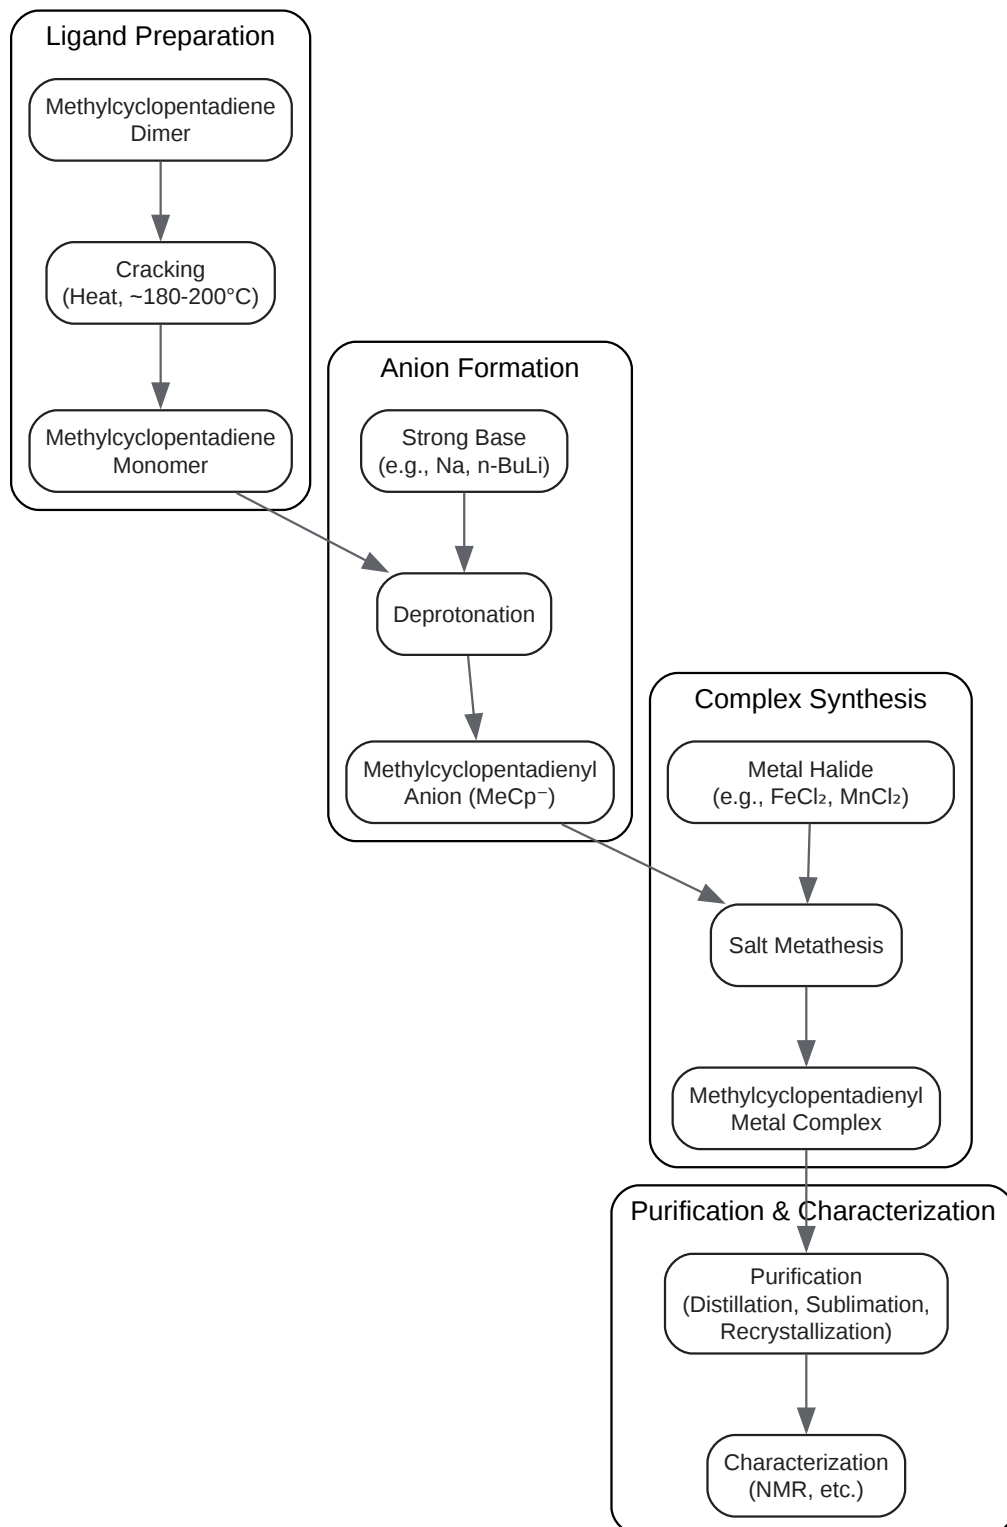 Ligand Preparation
Methylcyclopentadiene
Dimer
Cracking
(Heat, ~180-200°C)
Methylcyclopentadiene
Monomer
Anion Formation
Strong Base
(e.g., Na, n-BuLi)
Deprotonation
Methylcyclopentadienyl
Anion (MeCp⁻)
Complex Synthesis
Metal Halide
(e.g., FeCl₂, MnCl₂)
Salt Metathesis
Methylcyclopentadienyl
Metal Complex
Purification & Characterization
Purification
(Distillation, Sublimation,
Recrystallization)
Characterization
(NMR, etc.)